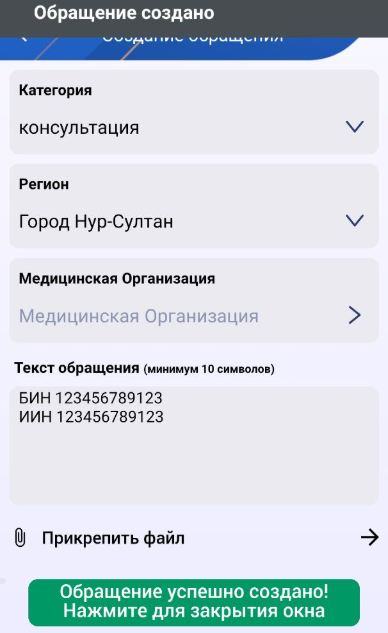 Обращение создано
Создание обращения
Категория
консультация
Регион
Город Нур-Султан
Медицинская Организация
Медицинская Организация
Текст обращения (минимум 10 символов)
БИН 123456789123
ИИН 123456789123
Прикрепить файл
Обращение успешно создано!
Нажмите для закрытия окна